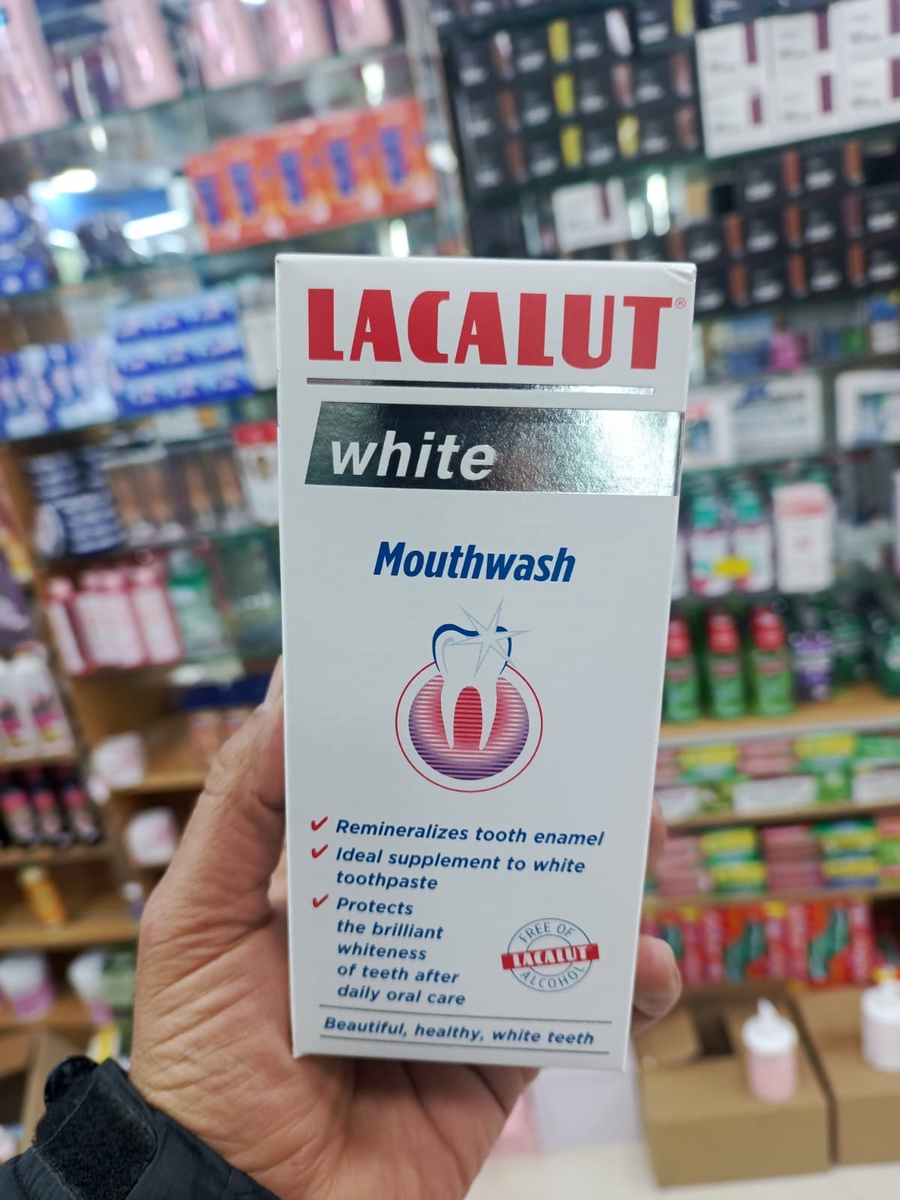 LACALUT®
white
Mouthwash
✓ Remineralizes tooth enamel
✓ Ideal supplement to white
toothpaste
✓ Protects
the brilliant
whiteness
of teeth after
daily oral care
FREE OF
LACALUT
ALCOHOL
Beautiful, healthy, white teeth